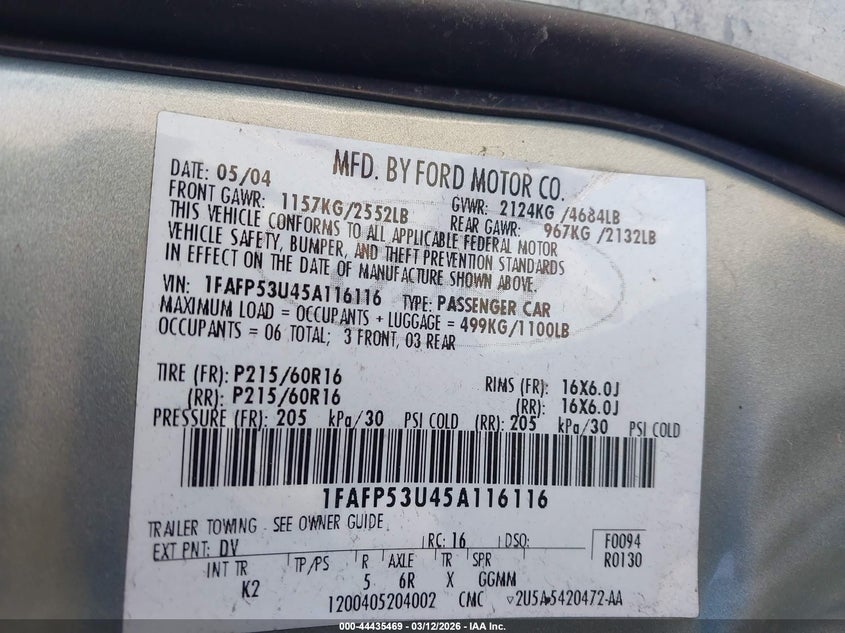 MFD. BY FORD MOTOR CO.
DATE: 05/04 GVWR: 2124KG /4684LB
FRONT GAWR: 1157KG/2552LB REAR GAWR: 967KG /2132LB
THIS VEHICLE CONFORMS TO ALL APPLICABLE FEDERAL MOTOR
VEHICLE SAFETY, BUMPER, AND THEFT PREVENTION STANDARDS
IN EFFECT ON THE DATE OF MANUFACTURE SHOWN ABOVE.
VIN: 1FAFP53U45A116116 TYPE: PASSENGER CAR
MAXIMUM LOAD = OCCUPANTS + LUGGAGE = 499KG/1100LB
OCCUPANTS = 06 TOTAL; 3 FRONT, 03 REAR
TIRE (FR): P215/60R16 RIMS (FR): 16X6.0J
(RR): P215/60R16 (RR): 16X6.0J
PRESSURE (FR): 205 kPa/30 PSI COLD (RR): 205 kPa/30 PSI COLD
1FAFP53U45A116116
TRAILER TOWING - SEE OWNER GUIDE
EXT PNT: DV RC: 16 DSO: F0094
R0130
INT TR TP/PS R AXLE TR SPR
K2 5 6R X GGMM
1200405204002 CMC 2U5A-5420472-AA
000-44435469 - 03/12/2026 - IAA Inc.